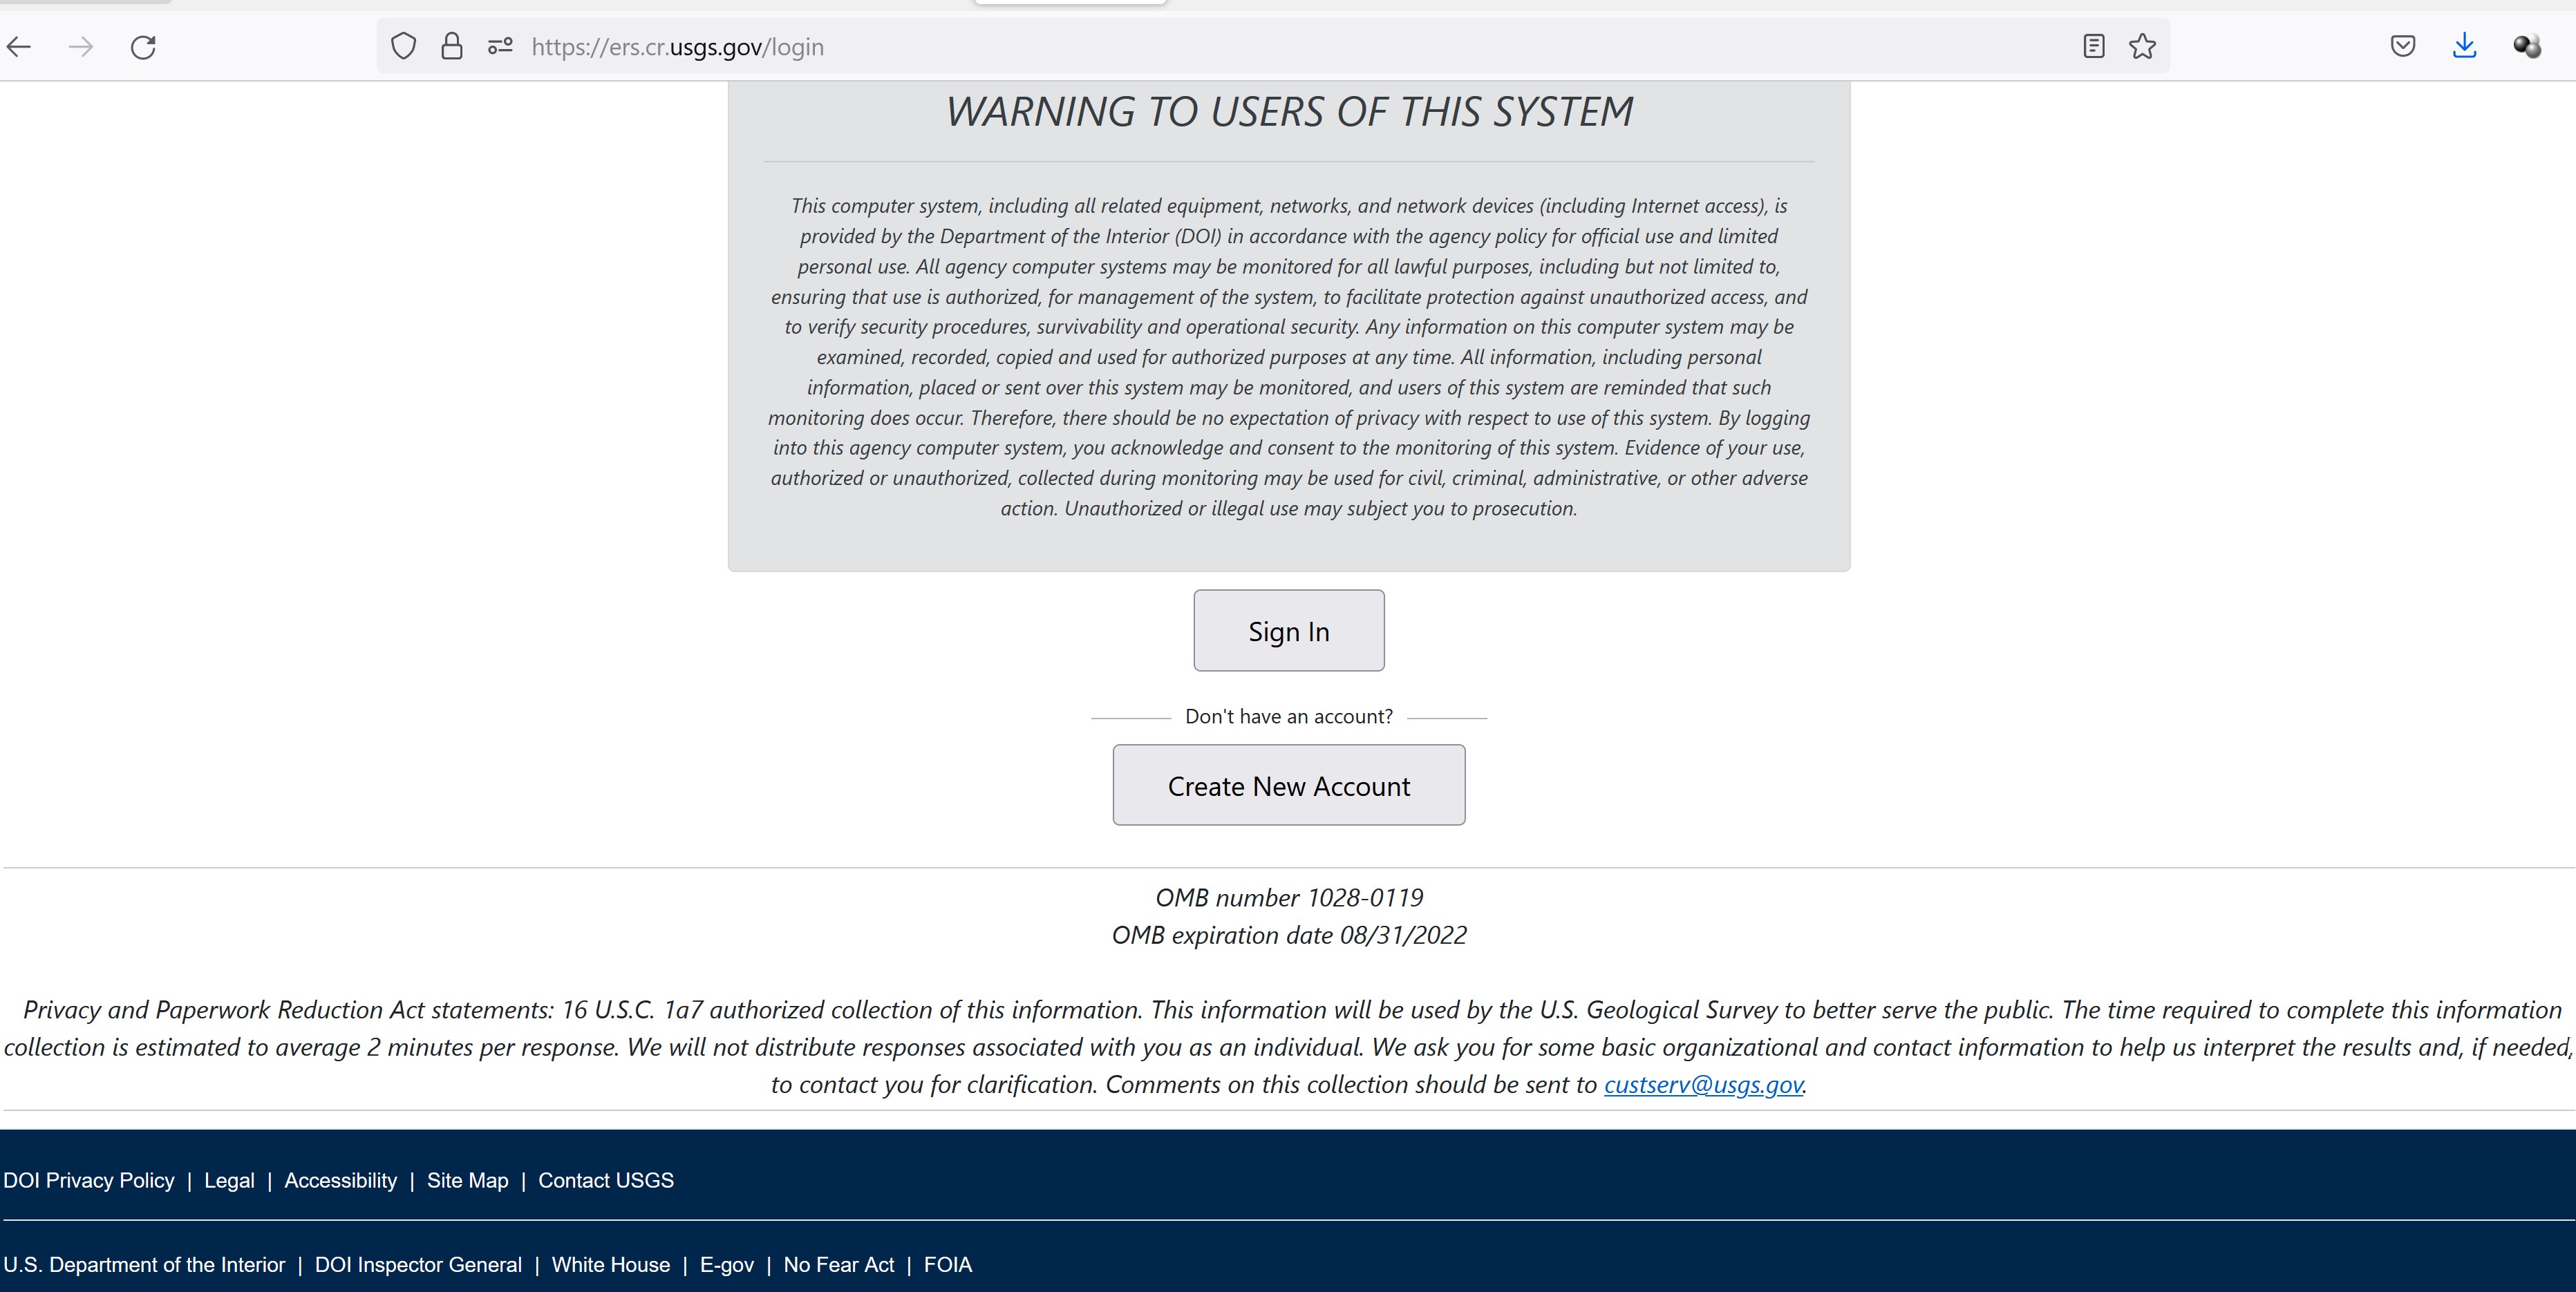 https://ers.cr.usgs.gov/login
WARNING TO USERS OF THIS SYSTEM
This computer system, including all related equipment, networks, and network devices (including Internet access), is
provided by the Department of the Interior (DOI) in accordance with the agency policy for official use and limited
personal use. All agency computer systems may be monitored for all lawful purposes, including but not limited to,
ensuring that use is authorized, for management of the system, to facilitate protection against unauthorized access, and
to verify security procedures, survivability and operational security. Any information on this computer system may be
examined, recorded, copied and used for authorized purposes at any time. All information, including personal
information, placed or sent over this system may be monitored, and users of this system are reminded that such
monitoring does occur. Therefore, there should be no expectation of privacy with respect to use of this system. By logging
into this agency computer system, you acknowledge and consent to the monitoring of this system. Evidence of your use,
authorized or unauthorized, collected during monitoring may be used for civil, criminal, administrative, or other adverse
action. Unauthorized or illegal use may subject you to prosecution.
Sign In
Don't have an account?
Create New Account
OMB number 1028-0119
OMB expiration date 08/31/2022
Privacy and Paperwork Reduction Act statements: 16 U.S.C. 1a7 authorized collection of this information. This information will be used by the U.S. Geological Survey to better serve the public. The time required to complete this information
collection is estimated to average 2 minutes per response. We will not distribute responses associated with you as an individual. We ask you for some basic organizational and contact information to help us interpret the results and, if needed,
to contact you for clarification. Comments on this collection should be sent to custserv@usgs.gov.
DOI Privacy Policy | Legal | Accessibility | Site Map | Contact USGS
U.S. Department of the Interior | DOI Inspector General | White House | E-gov | No Fear Act | FOIA